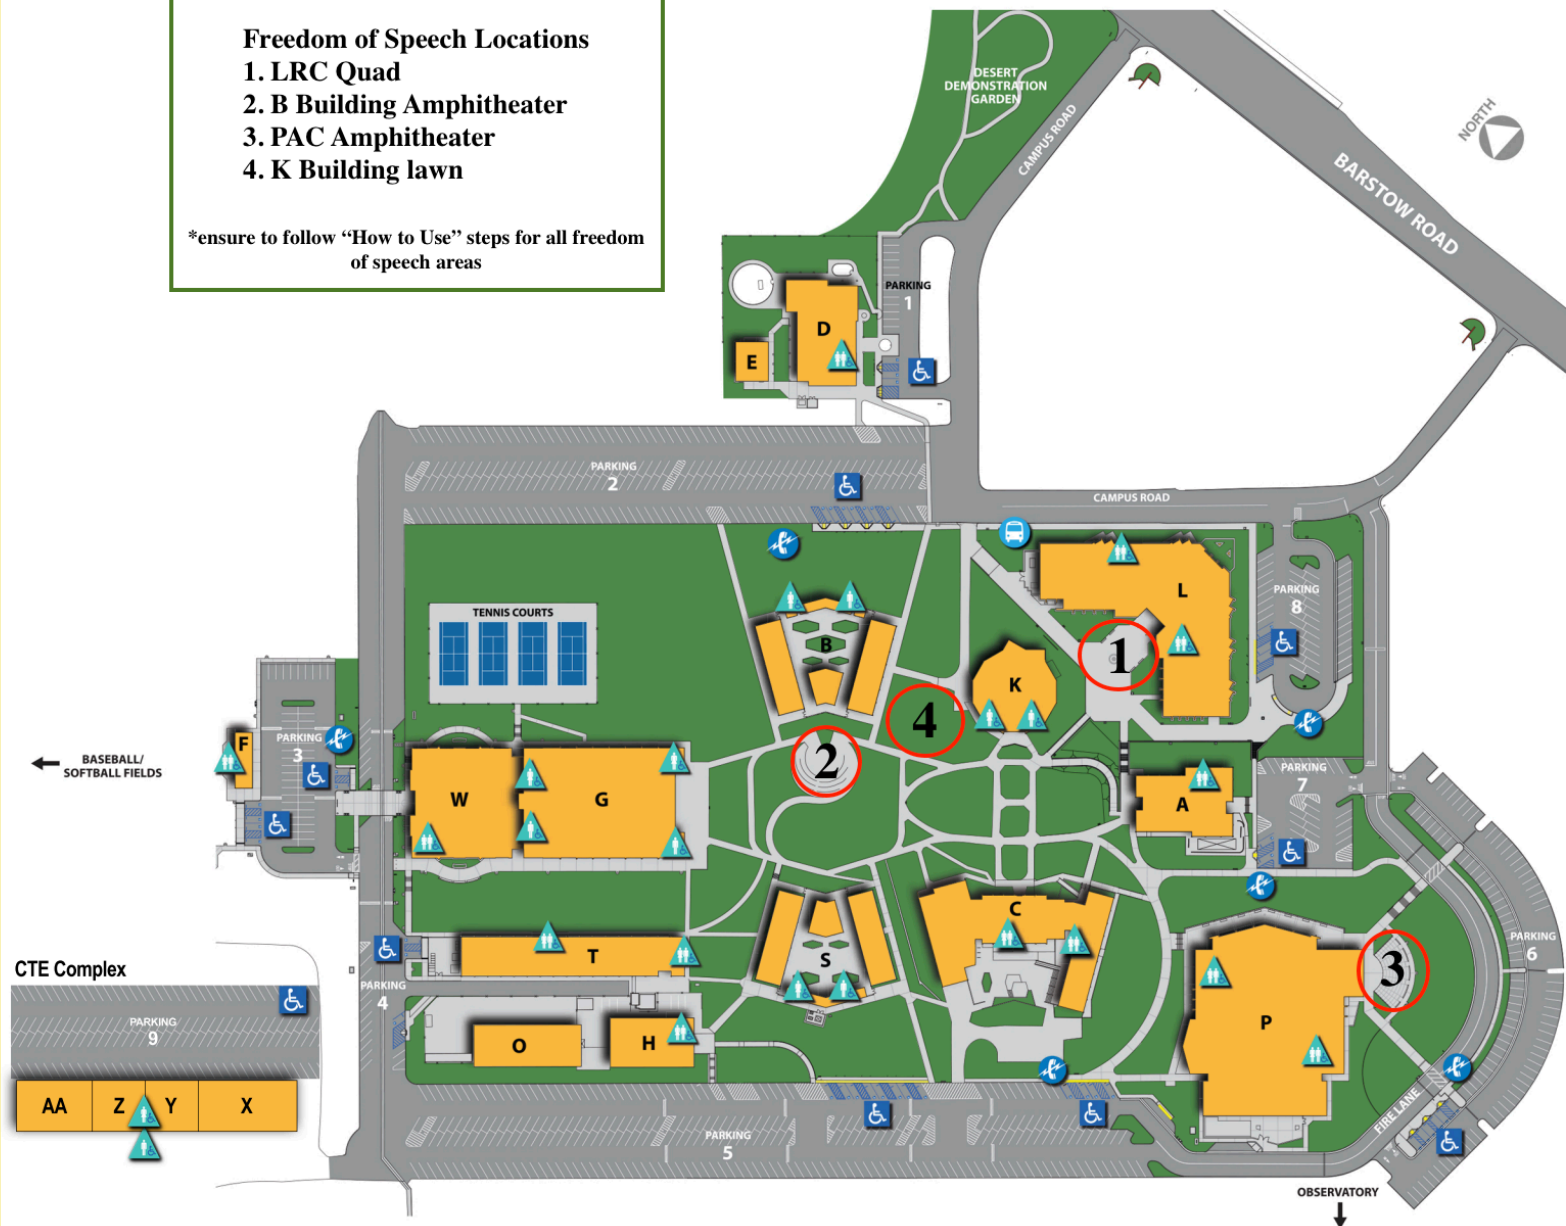 Freedom of Speech Locations
1. LRC Quad
2. B Building Amphitheater
3. PAC Amphitheater
4. K Building lawn
*ensure to follow “How to Use” steps for all freedom
of speech areas
DESERT
DEMONSTRATION
GARDEN
CAMPUS ROAD
NORTH
BARSTOW ROAD
PARKING
1
D
E
PARKING
2
CAMPUS ROAD
TENNIS COURTS
B
L
PARKING
8
1
K
4
2
F
PARKING
3
BASEBALL/
SOFTBALL FIELDS
W
G
A
PARKING
7
C
T
S
PARKING
6
3
P
CTE Complex
PARKING
4
PARKING
9
O
H
AA
Z
Y
X
PARKING
5
FIRE LANE
OBSERVATORY